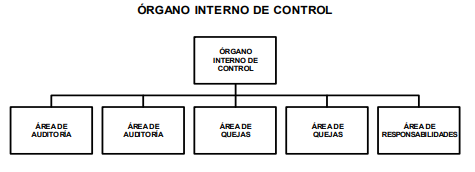 ÓRGANO INTERNO DE CONTROL
ÓRGANO
INTERNO DE
CONTROL
ÁREA DE
AUDITORÍA
ÁREA DE
AUDITORÍA
ÁREA DE
QUEJAS
ÁREA DE
QUEJAS
ÁREA DE
RESPONSABILIDADES